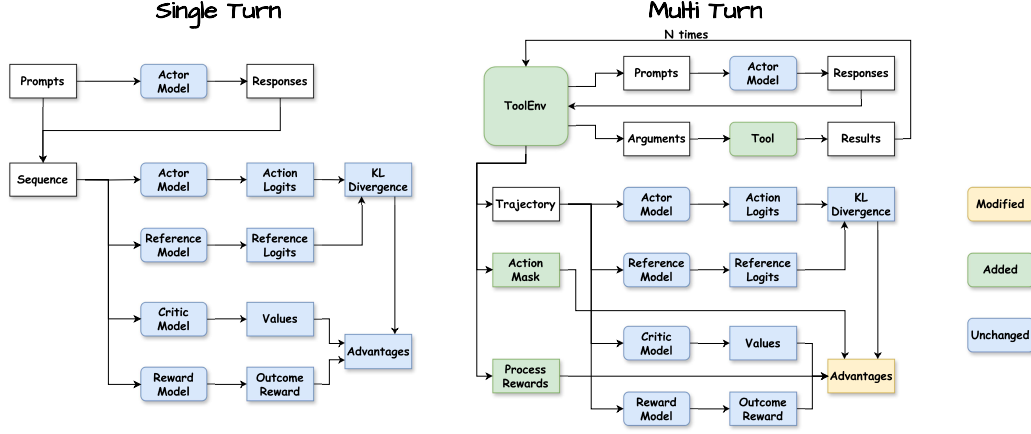 Single Turn
Prompts
Actor
Model
Responses
Sequence
Actor
Model
Action
Logits
KL
Divergence
Reference
Model
Reference
Logits
Critic
Model
Values
Advantages
Reward
Model
Outcome
Reward
Multi Turn
N times
ToolEnv
Prompts
Actor
Model
Responses
Arguments
Tool
Results
Trajectory
Actor
Model
Action
Logits
KL
Divergence
Action
Mask
Reference
Model
Reference
Logits
Critic
Model
Values
Process
Rewards
Advantages
Reward
Model
Outcome
Reward
Modified
Added
Unchanged